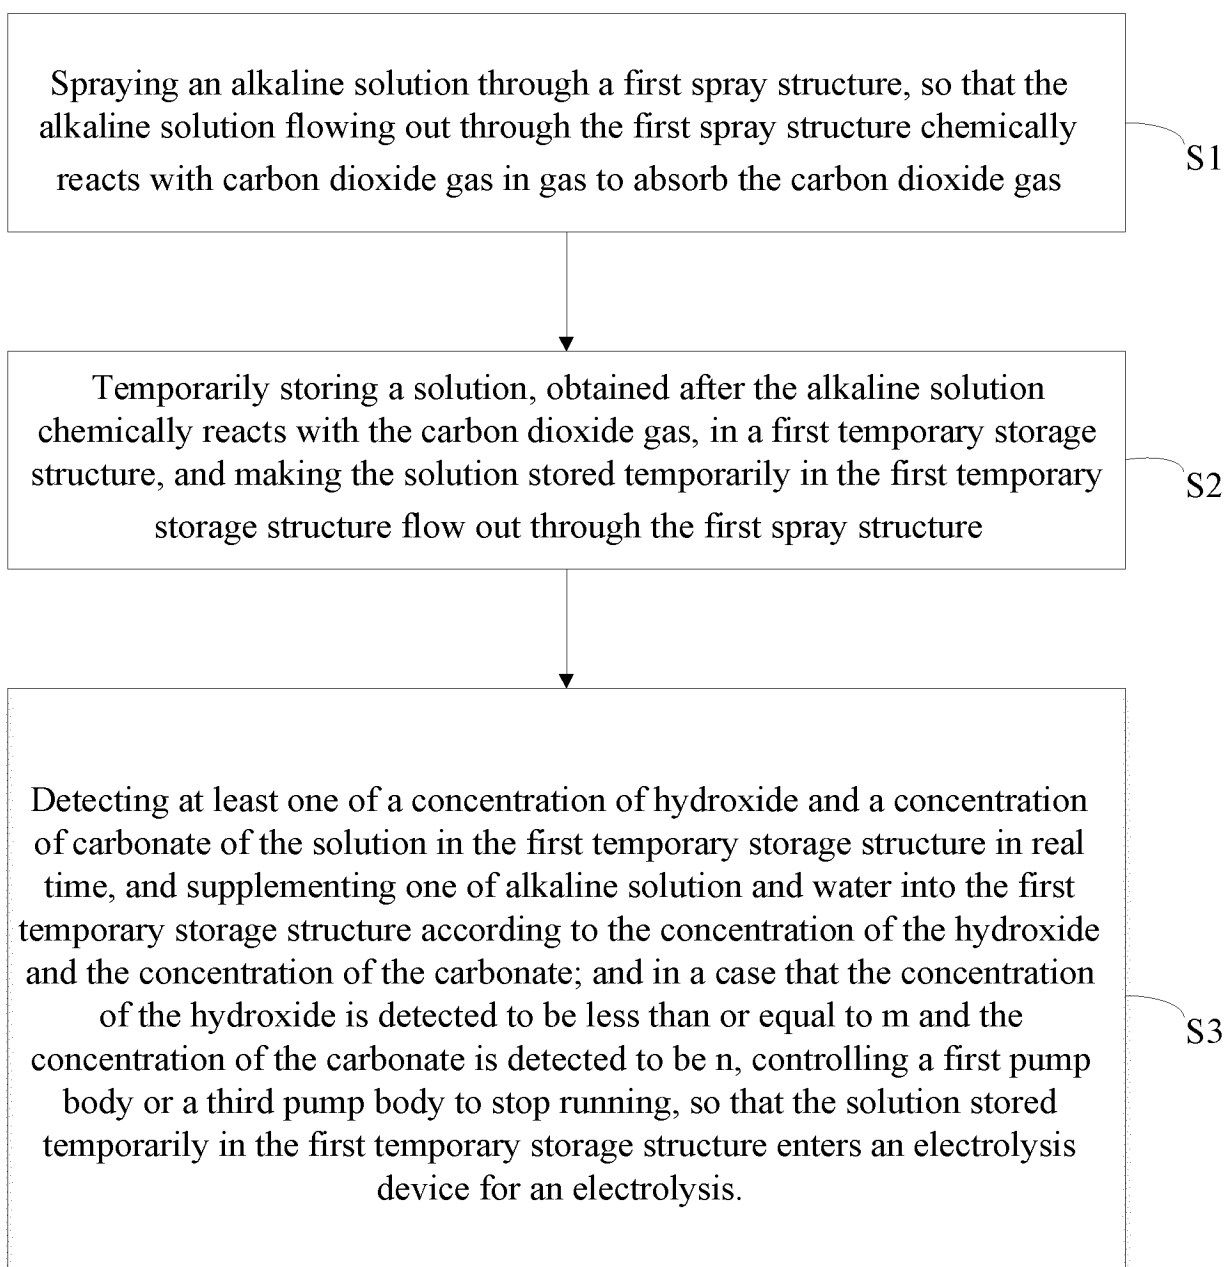 Spraying an alkaline solution through a first spray structure, so that the
alkaline solution flowing out through the first spray structure chemically
reacts with carbon dioxide gas in gas to absorb the carbon dioxide gas
S1
Temporarily storing a solution, obtained after the alkaline solution
chemically reacts with the carbon dioxide gas, in a first temporary storage
structure, and making the solution stored temporarily in the first temporary
storage structure flow out through the first spray structure
S2
Detecting at least one of a concentration of hydroxide and a concentration
of carbonate of the solution in the first temporary storage structure in real
time, and supplementing one of alkaline solution and water into the first
temporary storage structure according to the concentration of the hydroxide
and the concentration of the carbonate; and in a case that the concentration
of the hydroxide is detected to be less than or equal to m and the
concentration of the carbonate is detected to be n, controlling a first pump
body or a third pump body to stop running, so that the solution stored
temporarily in the first temporary storage structure enters an electrolysis
device for an electrolysis.
S3